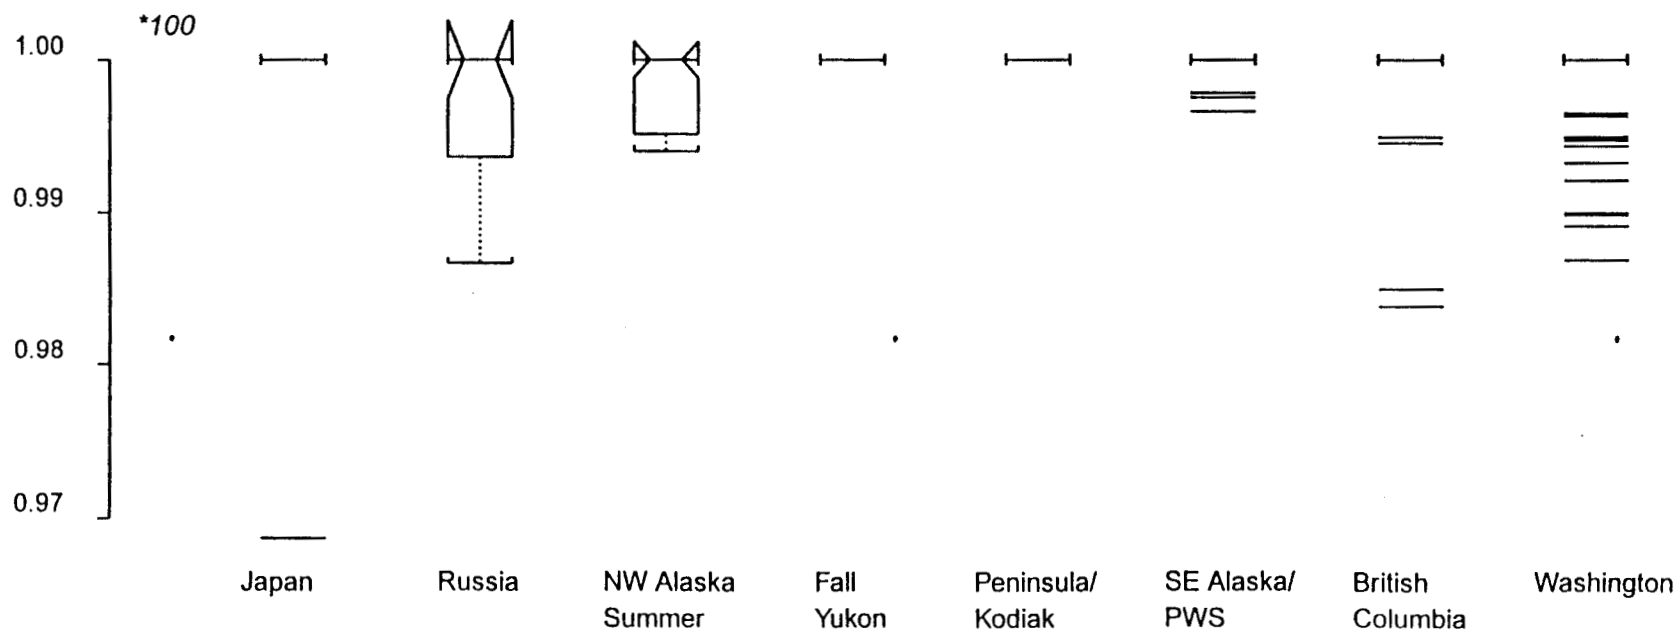 *100
1.00
0.99
0.98
0.97
Japan
Russia
NW Alaska
Summer
Fall
Yukon
Peninsula/
Kodiak
SE Alaska/
PWS
British
Columbia
Washington